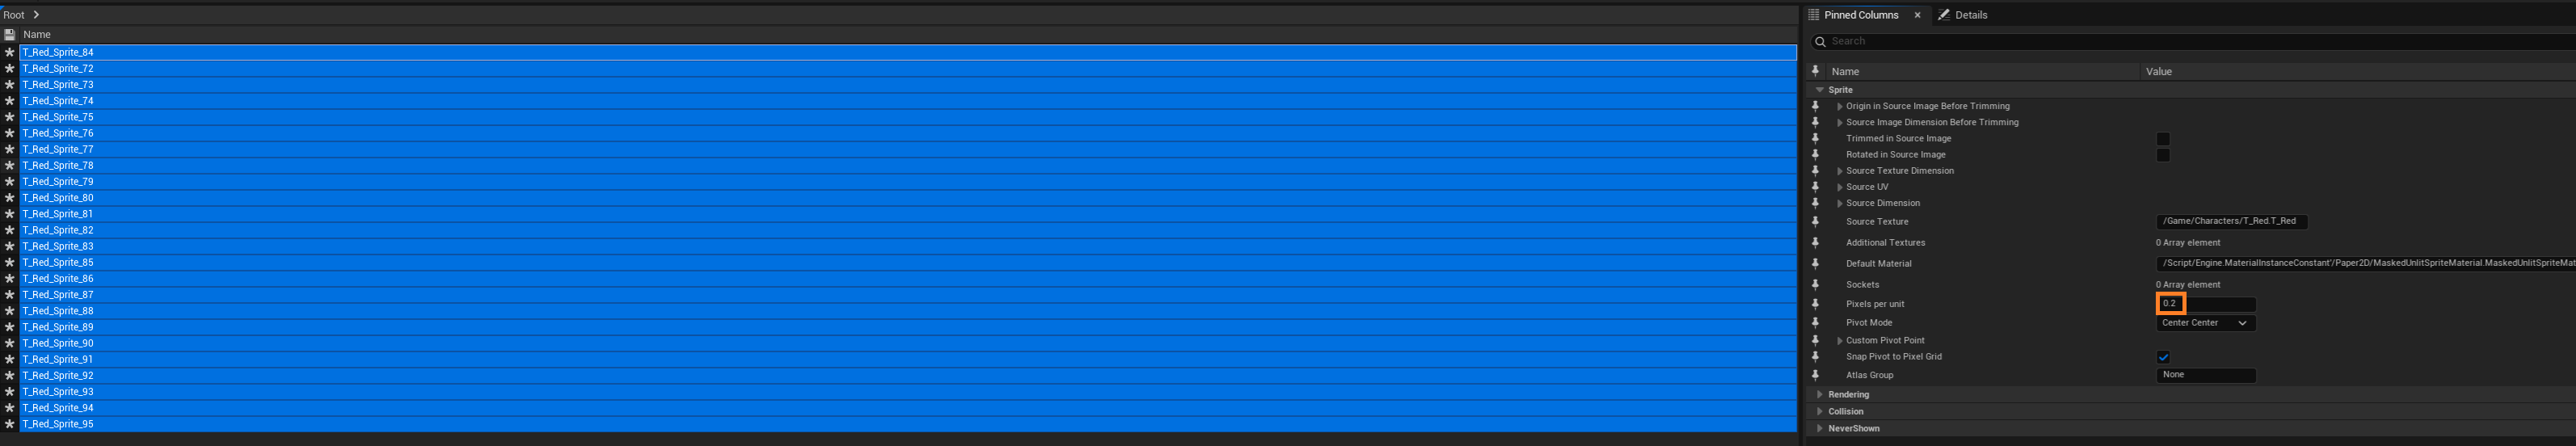 Root
Name
T_Red_Sprite_84
T_Red_Sprite_72
T_Red_Sprite_73
T_Red_Sprite_74
T_Red_Sprite_75
T_Red_Sprite_76
T_Red_Sprite_77
T_Red_Sprite_78
T_Red_Sprite_79
T_Red_Sprite_80
T_Red_Sprite_81
T_Red_Sprite_82
T_Red_Sprite_83
T_Red_Sprite_85
T_Red_Sprite_86
T_Red_Sprite_87
T_Red_Sprite_88
T_Red_Sprite_89
T_Red_Sprite_90
T_Red_Sprite_91
T_Red_Sprite_92
T_Red_Sprite_93
T_Red_Sprite_94
T_Red_Sprite_95
Pinned Columns Details
Search
Name Value
Sprite
Origin in Source Image Before Trimming
Source Image Dimension Before Trimming
Trimmed in Source Image
Rotated in Source Image
Source Texture Dimension
Source UV
Source Dimension
Source Texture /Game/Characters/T_Red.T_Red
Additional Textures 0 Array element
Default Material /Script/Engine.MaterialInstanceConstant'/Paper2D/MaskedUnlitSpriteMaterial.MaskedUnlitSpriteMat
Sockets 0 Array element
Pixels per unit 0.2
Pivot Mode Center Center
Custom Pivot Point
Snap Pivot to Pixel Grid
Atlas Group None
Rendering
Collision
NeverShown